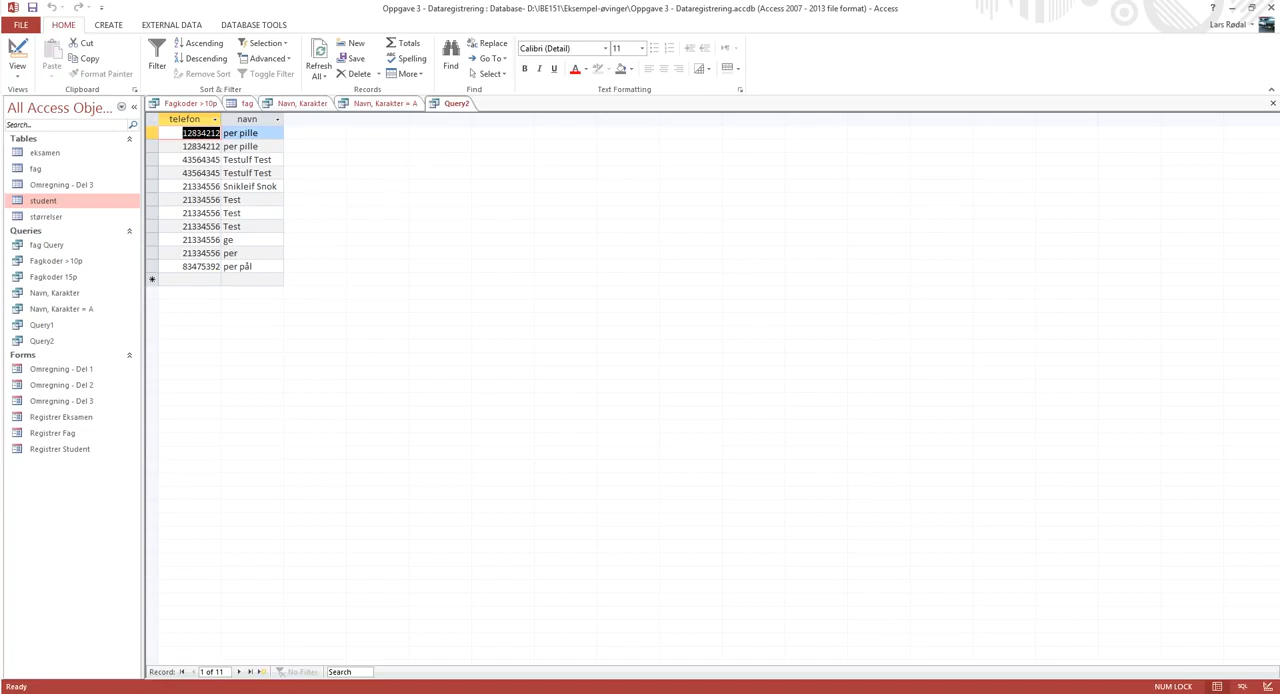 Oppgave 3 - Dataregistrering : Database- D:\IBE151\Eksempel-øvinger\Oppgave 3 - Dataregistrering.accdb (Access 2007 - 2013 file format) - Access
FILE HOME CREATE EXTERNAL DATA DATABASE TOOLS Lars Rødal
View
Views
Paste
Cut
Copy
Format Painter
Clipboard
Filter
Ascending
Descending
Remove Sort
Selection
Advanced
Toggle Filter
Sort & Filter
Refresh
All
New
Save
Delete
Totals
Spelling
More
Records
Find
Replace
Go To
Select
Find
Calibri (Detail) 11
B I U A
Text Formatting
All Access Obje...
Search...
Tables
eksamen
fag
Omregning - Del 3
student
størrelser
Queries
fag Query
Fagkoder >10p
Fagkoder 15p
Navn, Karakter
Navn, Karakter = A
Query1
Query2
Forms
Omregning - Del 1
Omregning - Del 2
Omregning - Del 3
Registrer Eksamen
Registrer Fag
Registrer Student
Fagkoder >10p fag Navn, Karakter Navn, Karakter = A Query2
telefon navn
12834212 per pille
12834212 per pille
43564345 Testulf Test
43564345 Testulf Test
21334556 Snikleif Snok
21334556 Test
21334556 Test
21334556 Test
21334556 ge
21334556 per
83475392 per pål
Record: 1 of 11 No Filter Search
Ready NUM LOCK SQL